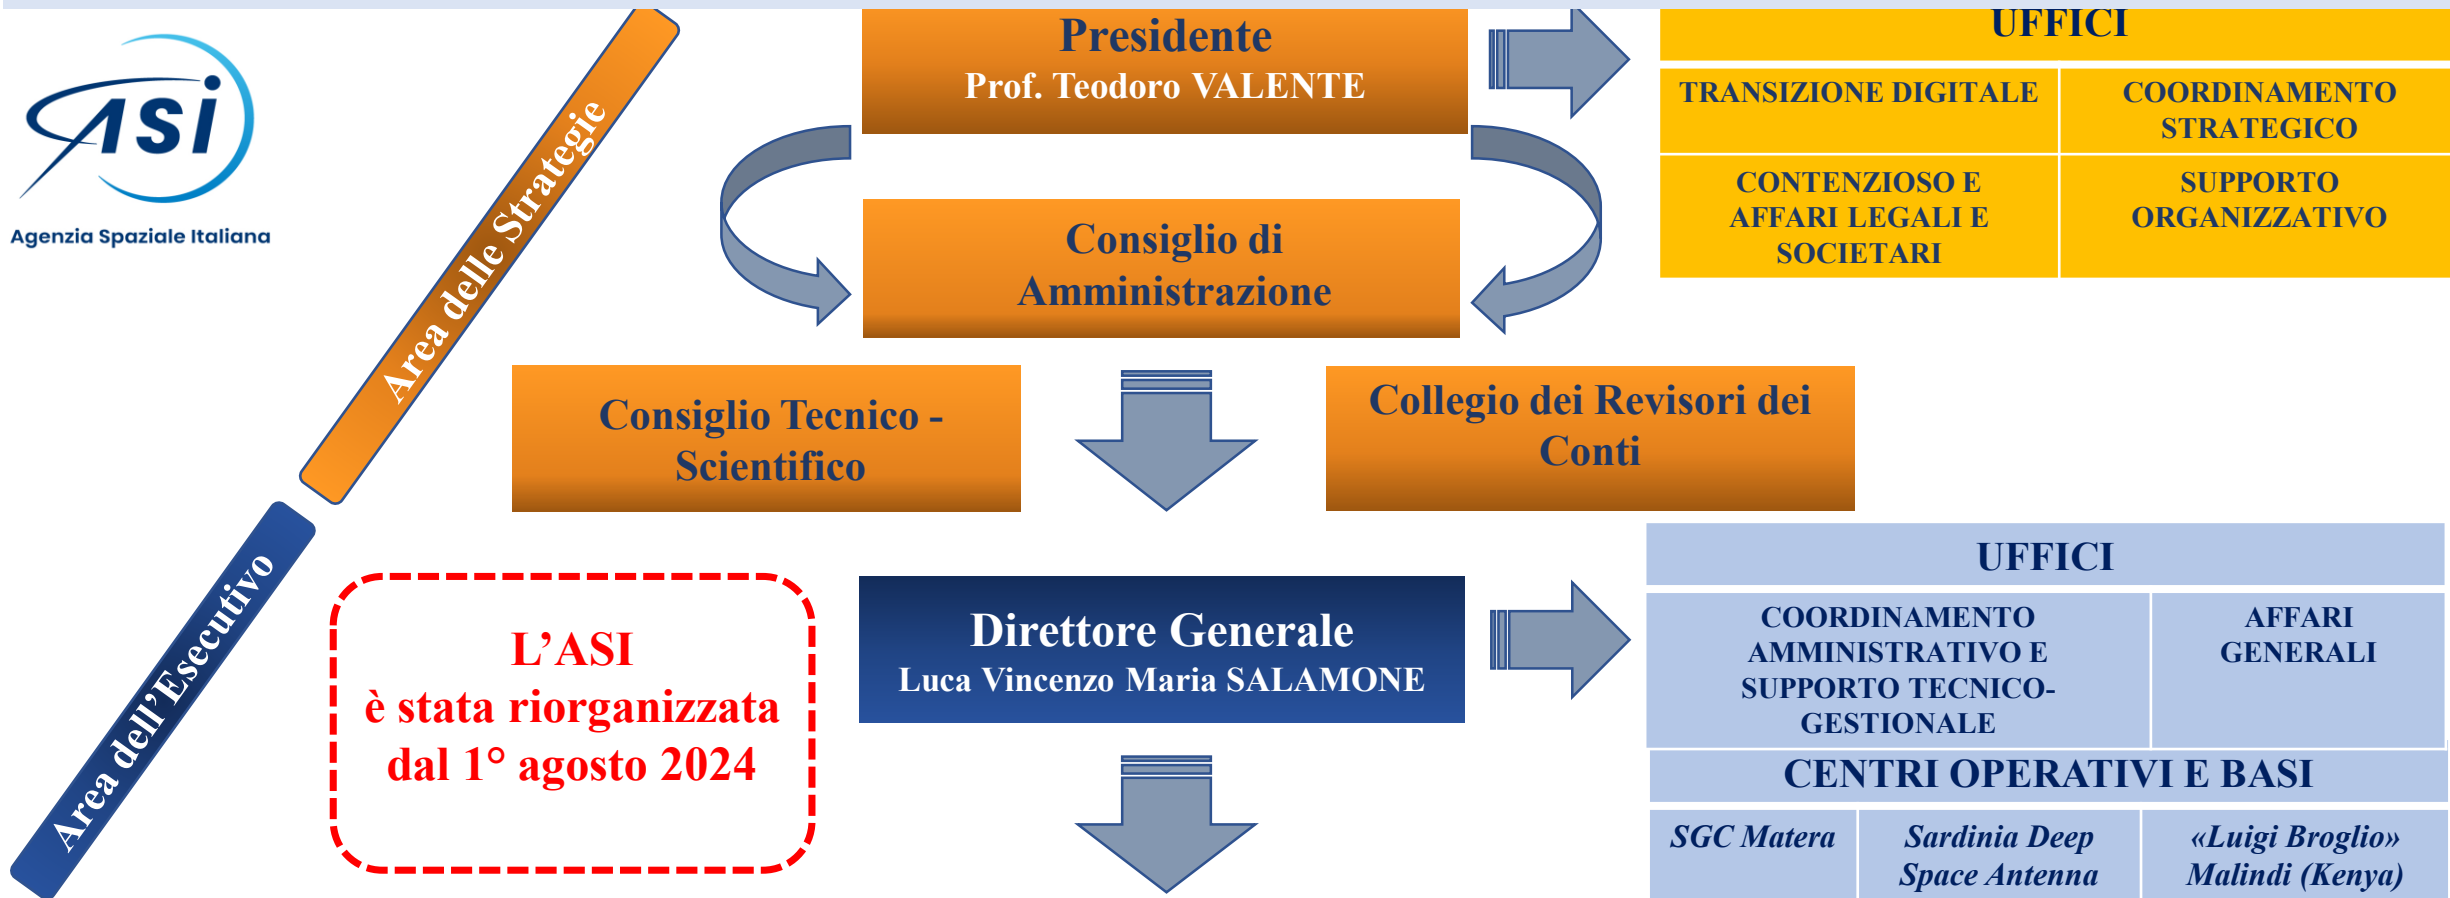 ASI
Agenzia Spaziale Italiana
Area delle Strategie
Area dell'Esecutivo
Presidente
Prof. Teodoro VALENTE
UFFICI
TRANSIZIONE DIGITALE
COORDINAMENTO
STRATEGICO
CONTENZIOSO E
AFFARI LEGALI E
SOCIETARI
SUPPORTO
ORGANIZZATIVO
Consiglio di
Amministrazione
Consiglio Tecnico -
Scientifico
Collegio dei Revisori dei
Conti
L’ASI
è stata riorganizzata
dal 1° agosto 2024
Direttore Generale
Luca Vincenzo Maria SALAMONE
UFFICI
COORDINAMENTO
AMMINISTRATIVO E
SUPPORTO TECNICO-
GESTIONALE
AFFARI
GENERALI
CENTRI OPERATIVI E BASI
SGC Matera
Sardinia Deep
Space Antenna
«Luigi Broglio»
Malindi (Kenya)